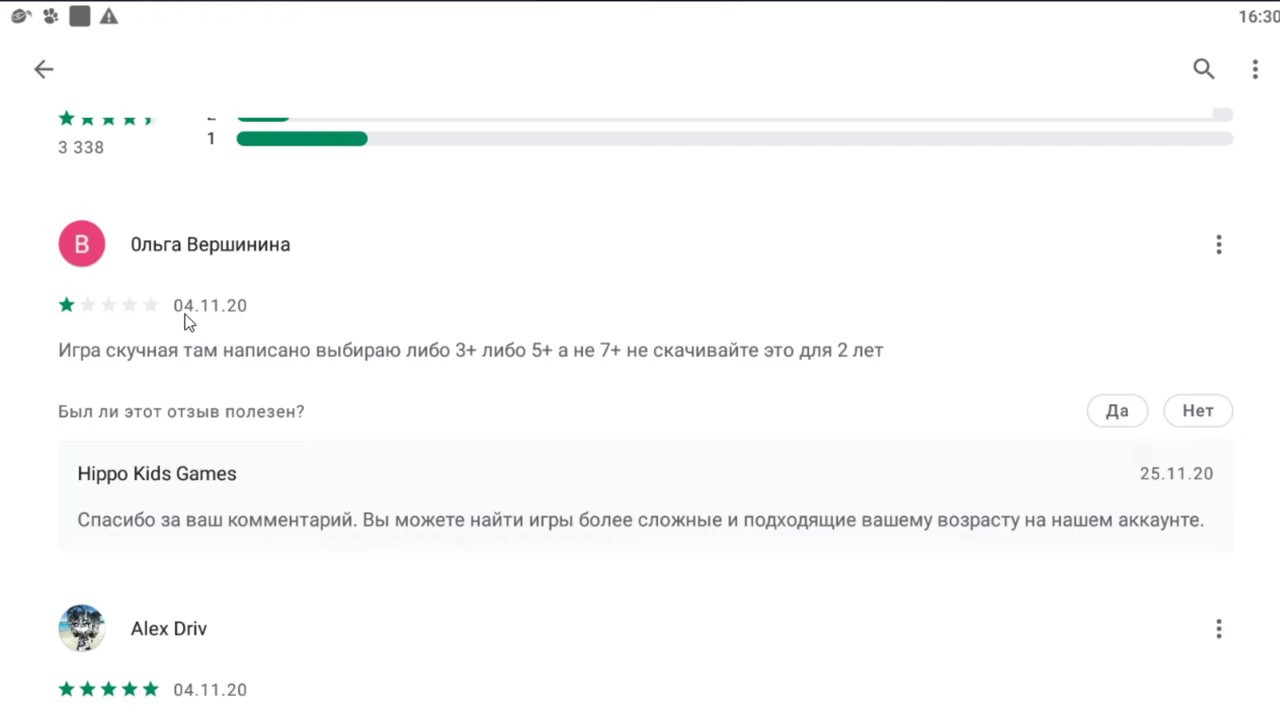 16:30
1
3 338
В
0льга Вершинина
04.11.20
Игра скучная там написано выбираю либо 3+ либо 5+ а не 7+ не скачивайте это для 2 лет
Был ли этот отзыв полезен?
Да
Нет
Hippo Kids Games
25.11.20
Спасибо за ваш комментарий. Вы можете найти игры более сложные и подходящие вашему возрасту на нашем аккаунте.
Alex Driv
04.11.20